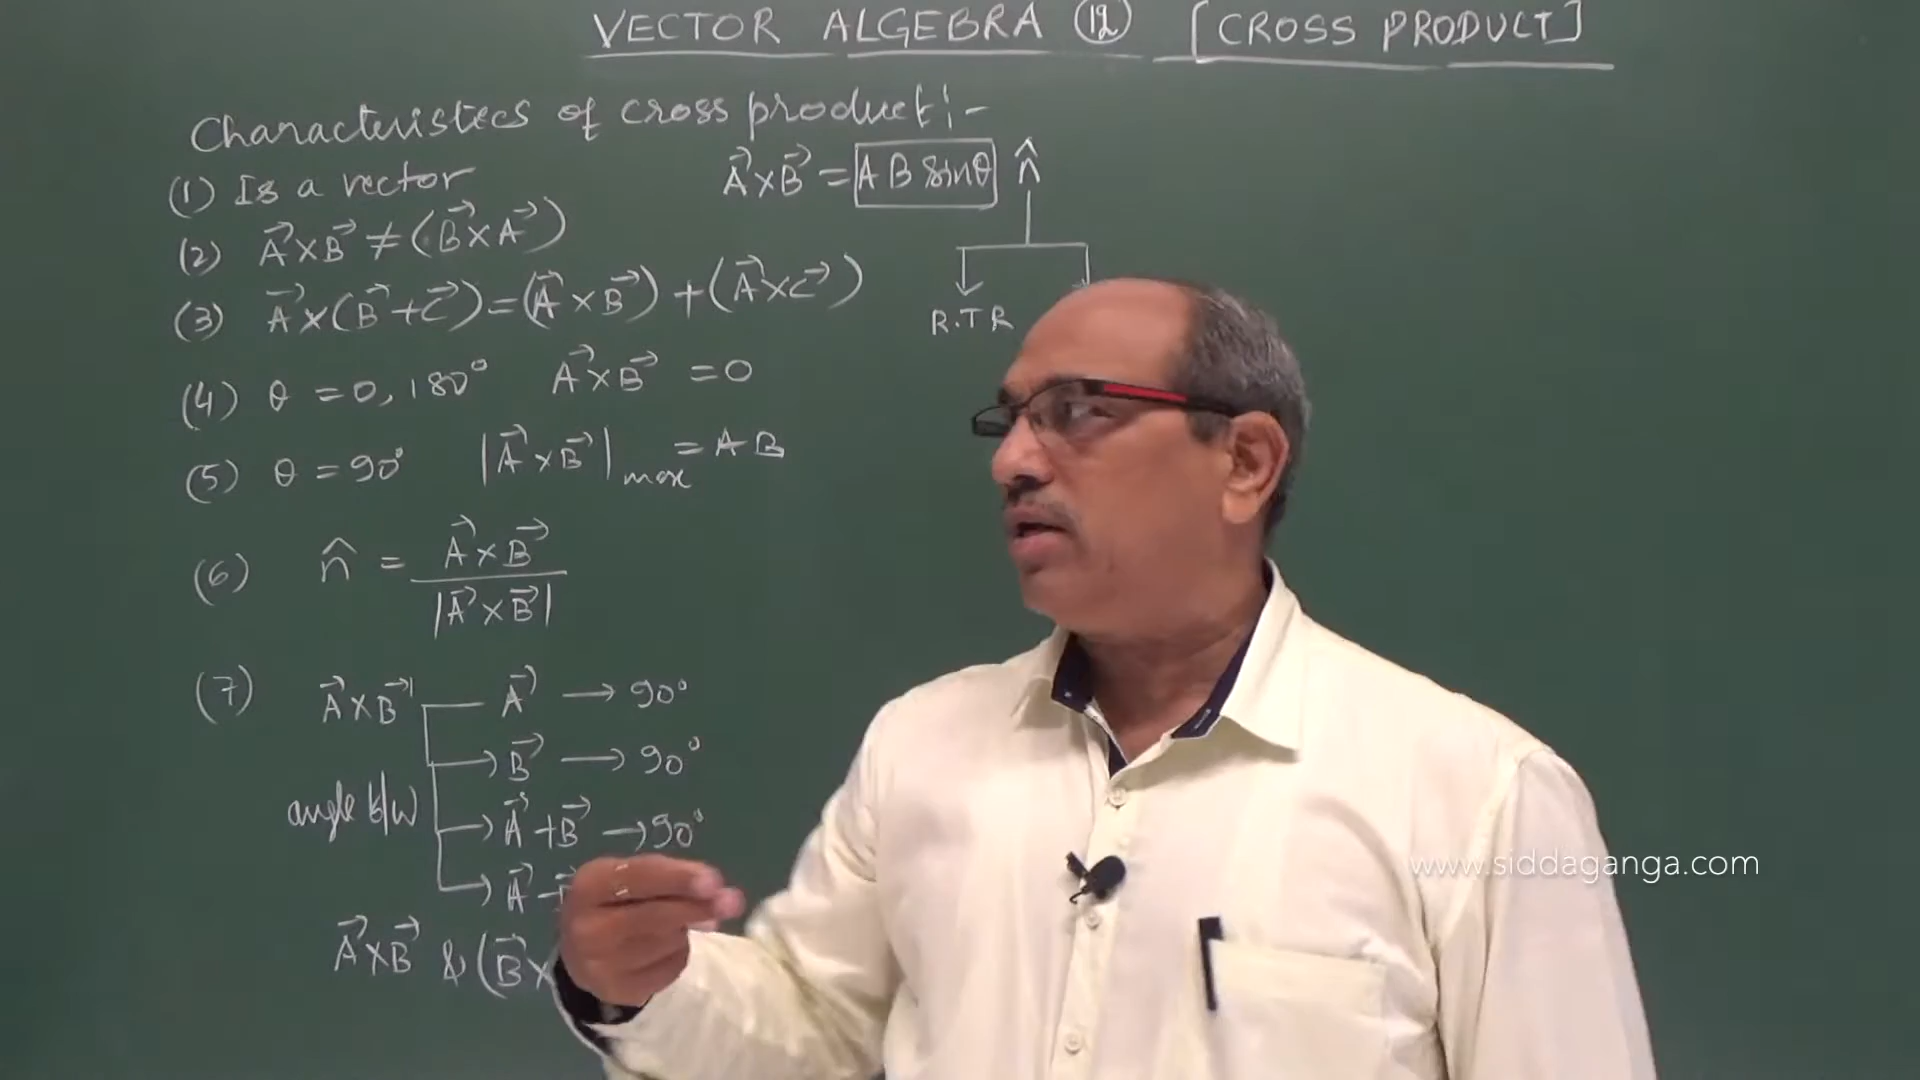 VECTOR ALGEBRA 12 [CROSS PRODUCT]
Characteristics of cross product:-
A⃗×B⃗ = AB sinθ n̂
(1) Is a vector
(2) A⃗×B⃗ ≠ (B⃗×A⃗)
(3) A⃗×(B⃗+C⃗)=(A⃗×B⃗)+(A⃗×C⃗)
R.T.R
(4) θ = 0, 180° A⃗×B⃗ = 0
(5) θ = 90° |A⃗×B⃗|max = AB
(6) n̂ = A⃗×B⃗ / |A⃗×B⃗|
(7) A⃗×B⃗ A⃗ → 90°
→ B⃗ → 90°
angle b/w → A⃗+B⃗ → 90°
→ A⃗ -
A⃗×B⃗ & (B⃗×
www.siddaganga.com